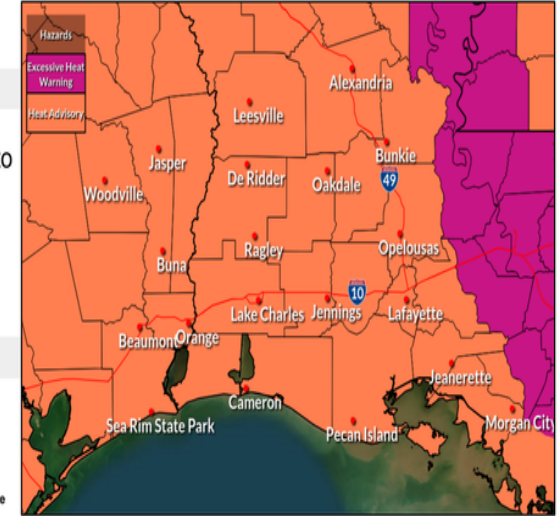 Hazards
Excessive Heat
Warning
Heat Advisory
Alexandria
Leesville
Jasper
Bunkie
De Ridder
Oakdale
49
Woodville
Ragley
Opelousas
Buna
10
Lake Charles
Jennings
Lafayette
Beaumont
Orange
Jeanerette
Cameron
Sea Rim State Park
Morgan City
Pecan Island